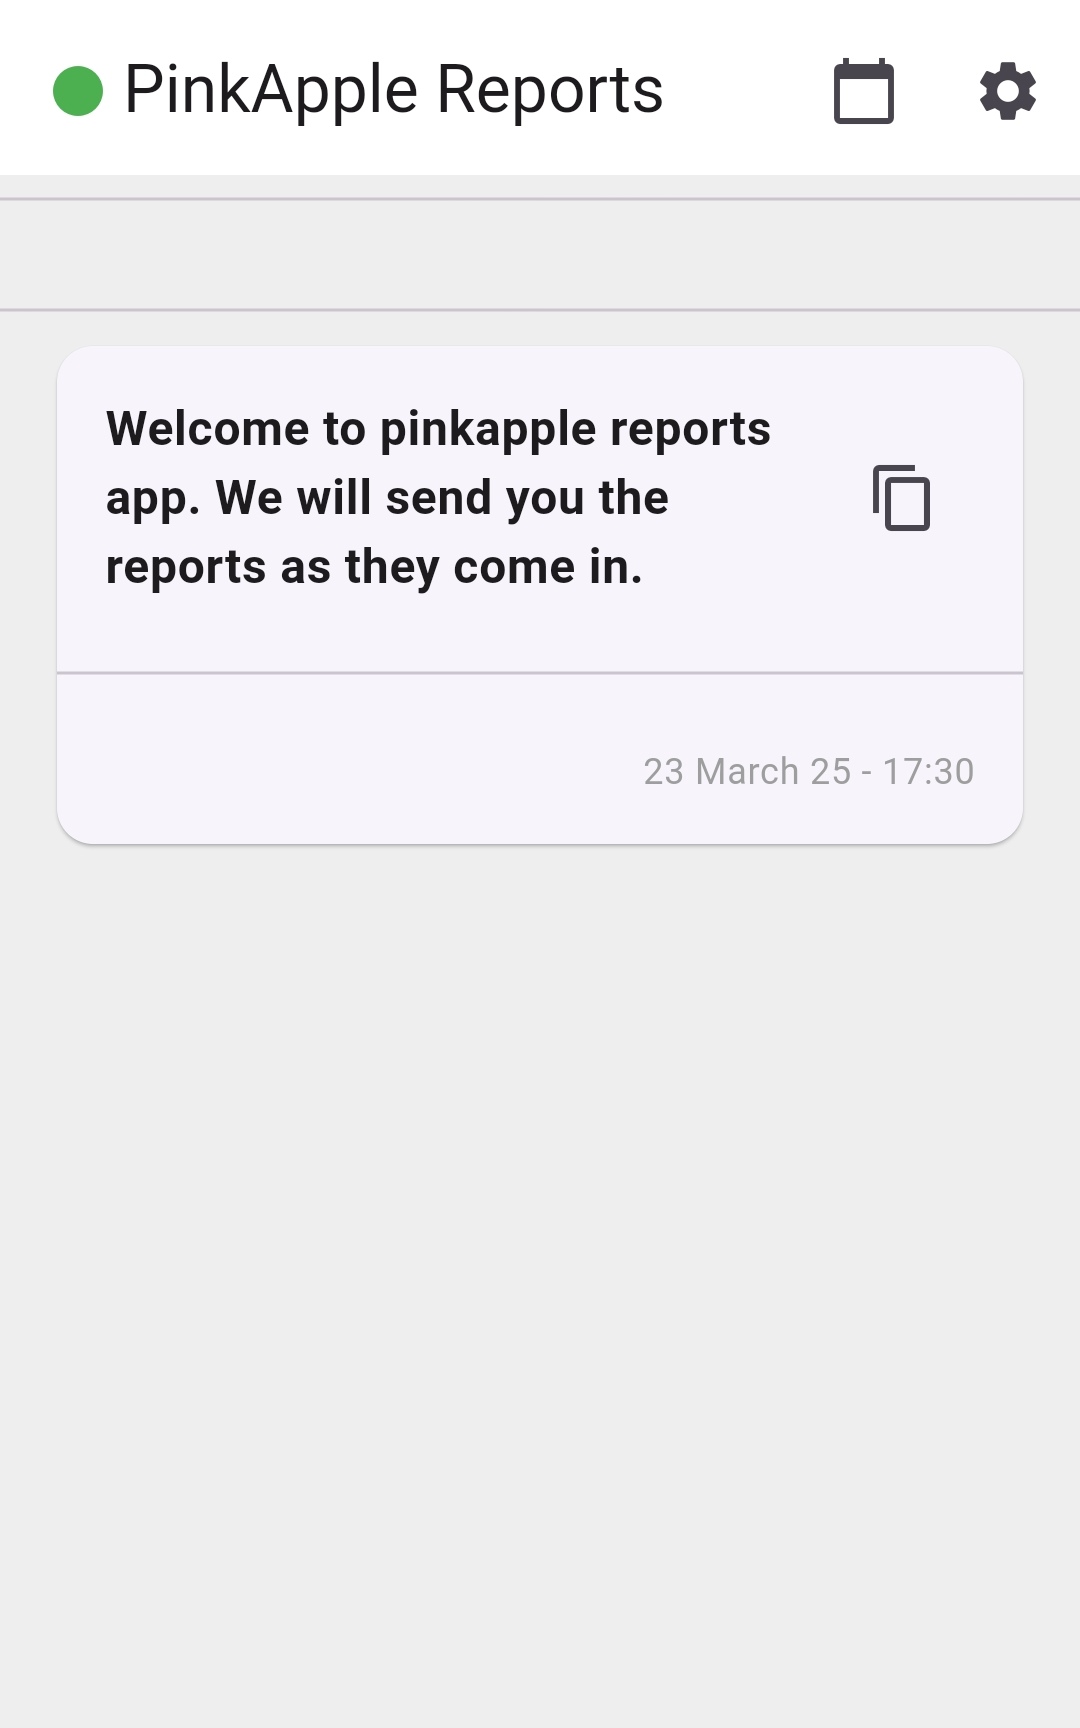 PinkApple Reports
Welcome to pinkapple reports
app. We will send you the
reports as they come in.
23 March 25 - 17:30